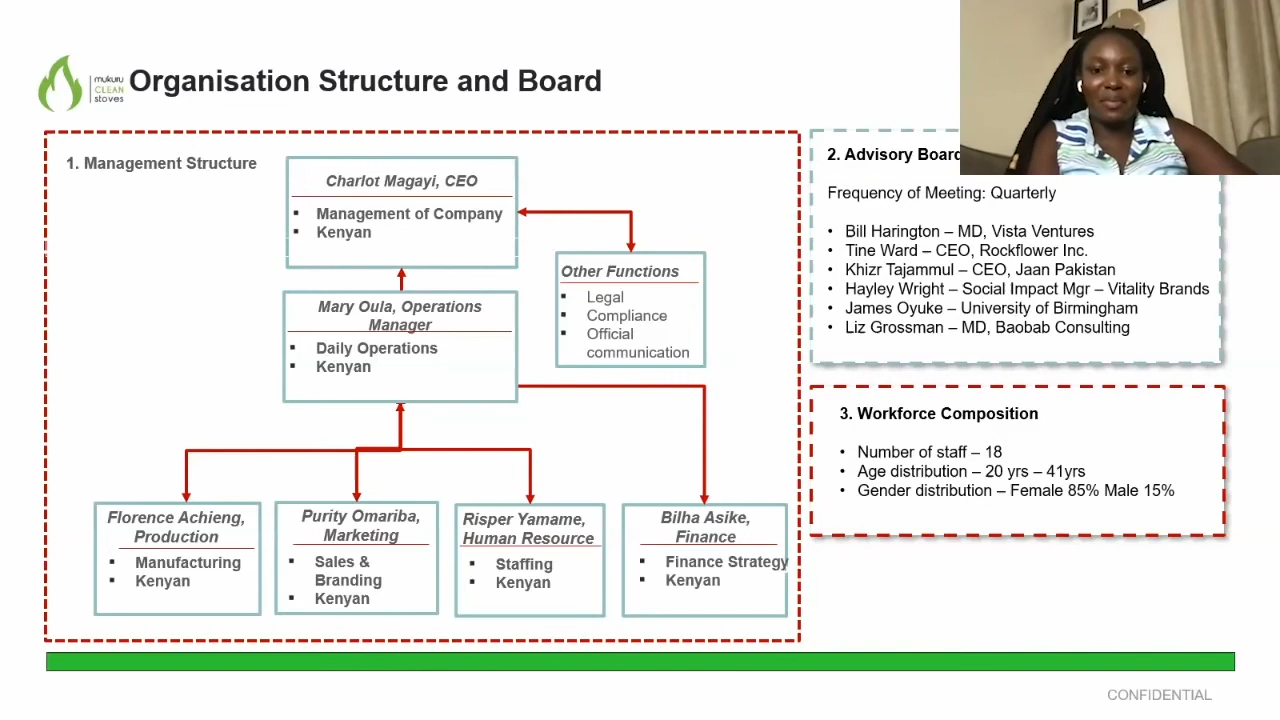 mukuru
CLEAN
stoves
Organisation Structure and Board
1. Management Structure
Charlot Magayi, CEO
▪ Management of Company
▪ Kenyan
Other Functions
▪ Legal
▪ Compliance
▪ Official
communication
Mary Oula, Operations
Manager
▪ Daily Operations
▪ Kenyan
Florence Achieng,
Production
▪ Manufacturing
▪ Kenyan
Purity Omariba,
Marketing
▪ Sales &
Branding
▪ Kenyan
Risper Yamame,
Human Resource
▪ Staffing
▪ Kenyan
Bilha Asike,
Finance
▪ Finance Strategy
▪ Kenyan
2. Advisory Board
Frequency of Meeting: Quarterly
• Bill Harington – MD, Vista Ventures
• Tine Ward – CEO, Rockflower Inc.
• Khizr Tajammul – CEO, Jaan Pakistan
• Hayley Wright – Social Impact Mgr – Vitality Brands
• James Oyuke – University of Birmingham
• Liz Grossman – MD, Baobab Consulting
3. Workforce Composition
• Number of staff – 18
• Age distribution – 20 yrs – 41yrs
• Gender distribution – Female 85% Male 15%
CONFIDENTIAL